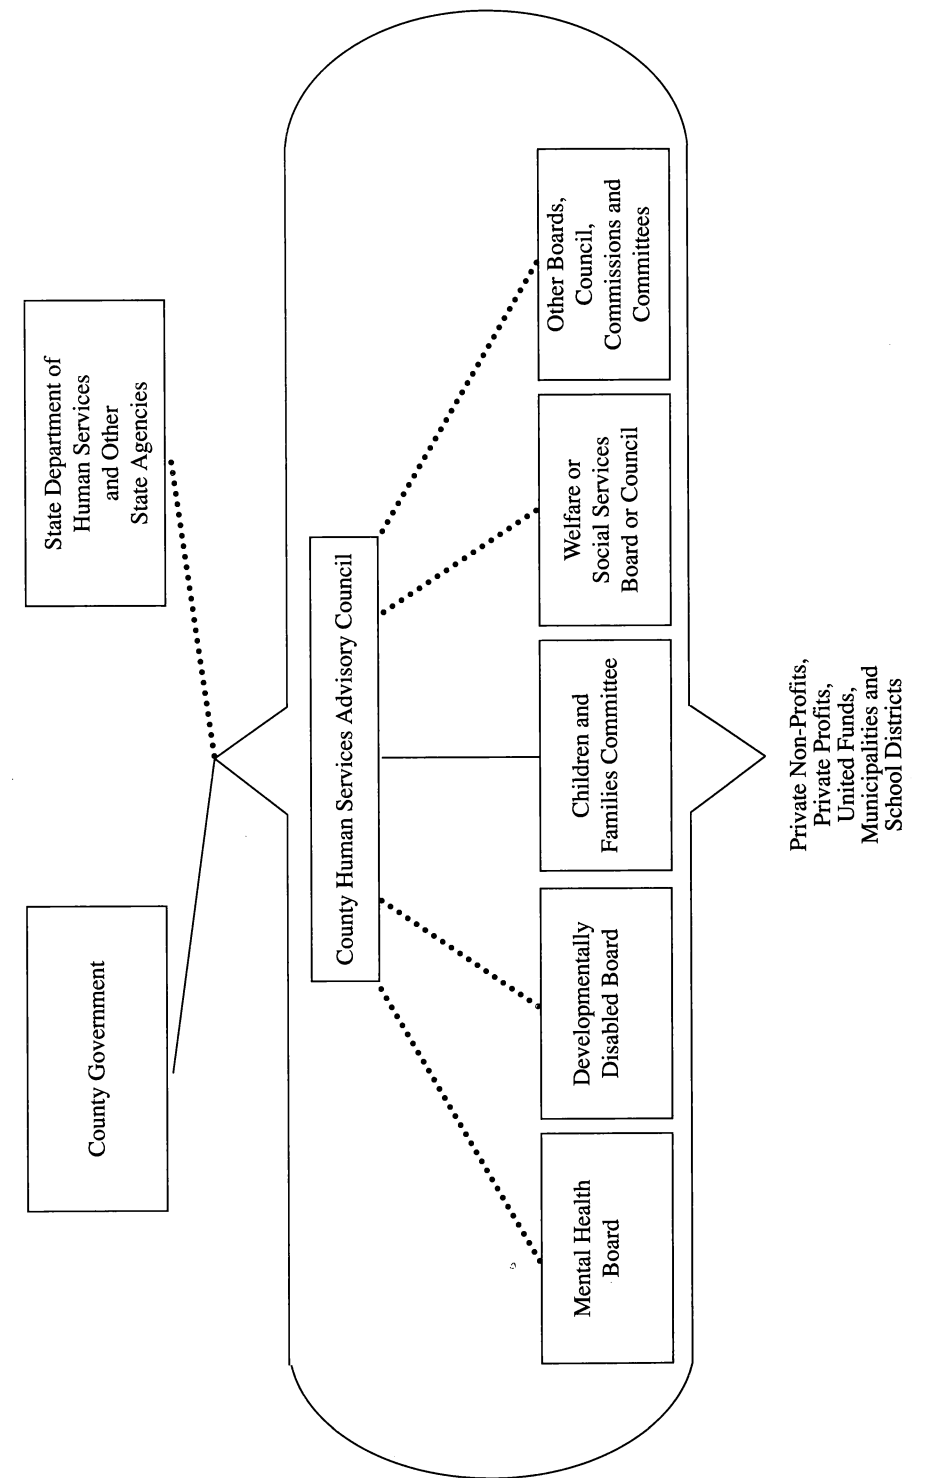 County Government
State Department of
Human Services
and Other
State Agencies
County Human Services Advisory Council
Mental Health
Board
Developmentally
Disabled Board
Children and
Families Committee
Welfare or
Social Services
Board or Council
Other Boards,
Council,
Commissions and
Committees
Private Non-Profits,
Private Profits,
United Funds,
Municipalities and
School Districts